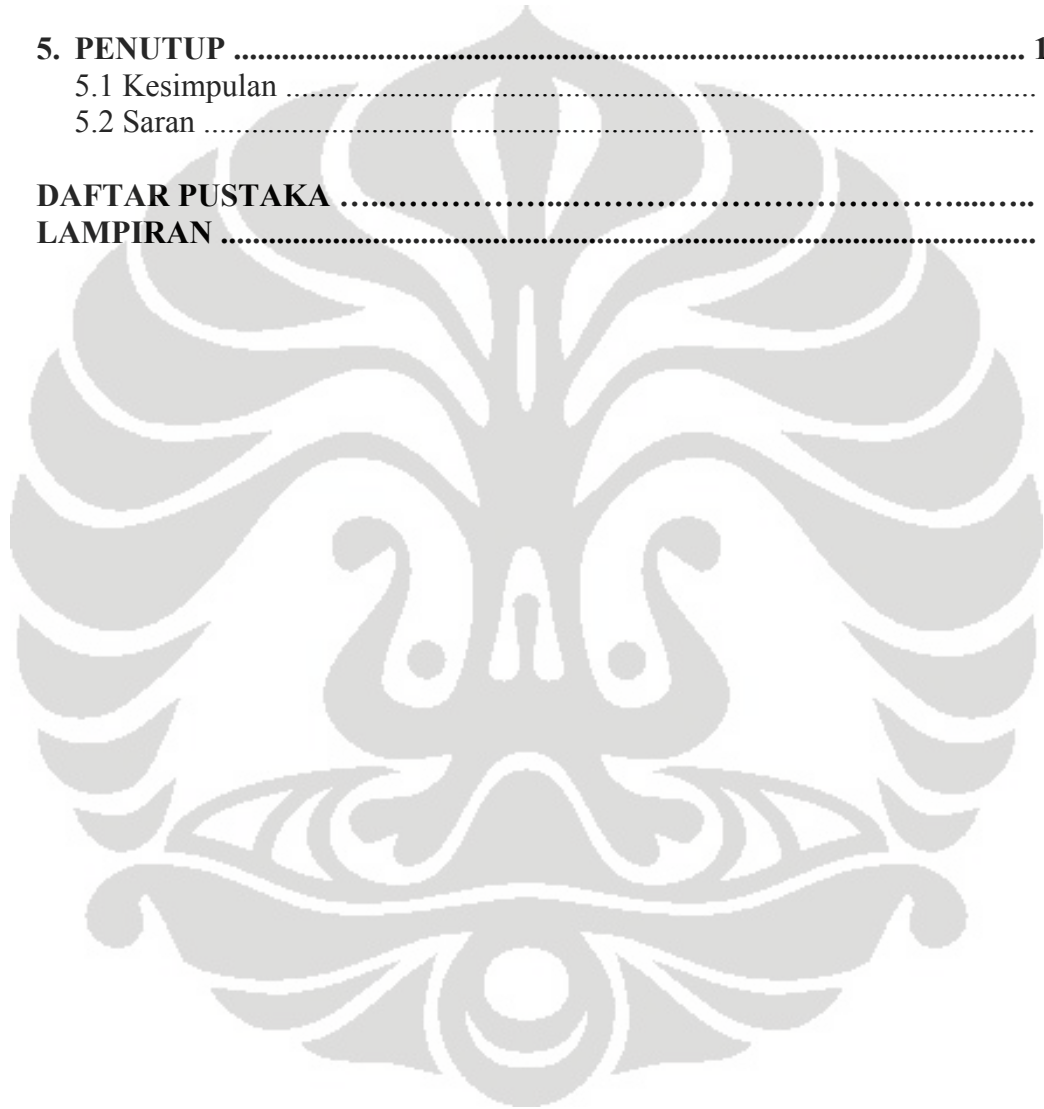 5. PENUTUP ........................................................................................ 1
5.1 Kesimpulan ........................................................................................
5.2 Saran ........................................................................................
DAFTAR PUSTAKA ........................................................................................
LAMPIRAN ........................................................................................